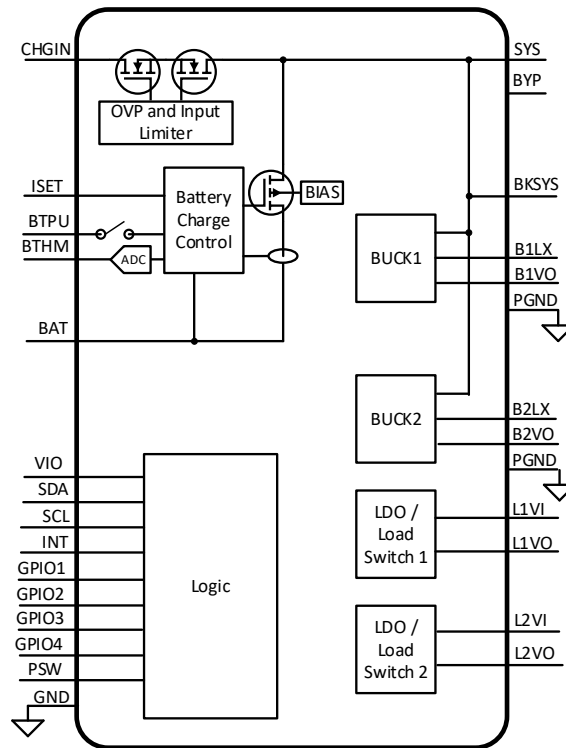 CHGIN
SYS
BYP
OVP and Input
Limiter
ISET
BTPU
BTHM
ADC
Battery
Charge
Control
BIAS
BKSYS
BUCK1
B1LX
B1VO
PGND
BAT
BUCK2
B2LX
B2VO
PGND
VIO
SDA
SCL
INT
GPIO1
GPIO2
GPIO3
GPIO4
PSW
GND
Logic
LDO /
Load
Switch 1
L1VI
L1VO
LDO /
Load
Switch 2
L2VI
L2VO